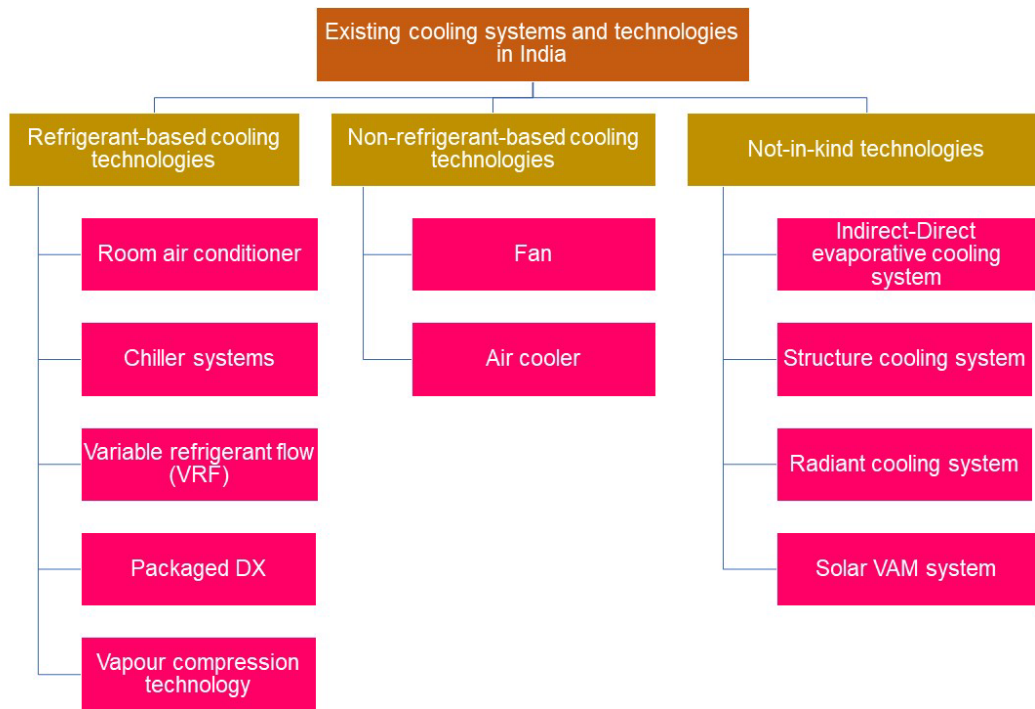 Existing cooling systems and technologies
in India
Refrigerant-based cooling
technologies
Non-refrigerant-based cooling
technologies
Not-in-kind technologies
Room air conditioner
Chiller systems
Variable refrigerant flow
(VRF)
Packaged DX
Vapour compression
technology
Fan
Air cooler
Indirect-Direct
evaporative cooling
system
Structure cooling system
Radiant cooling system
Solar VAM system